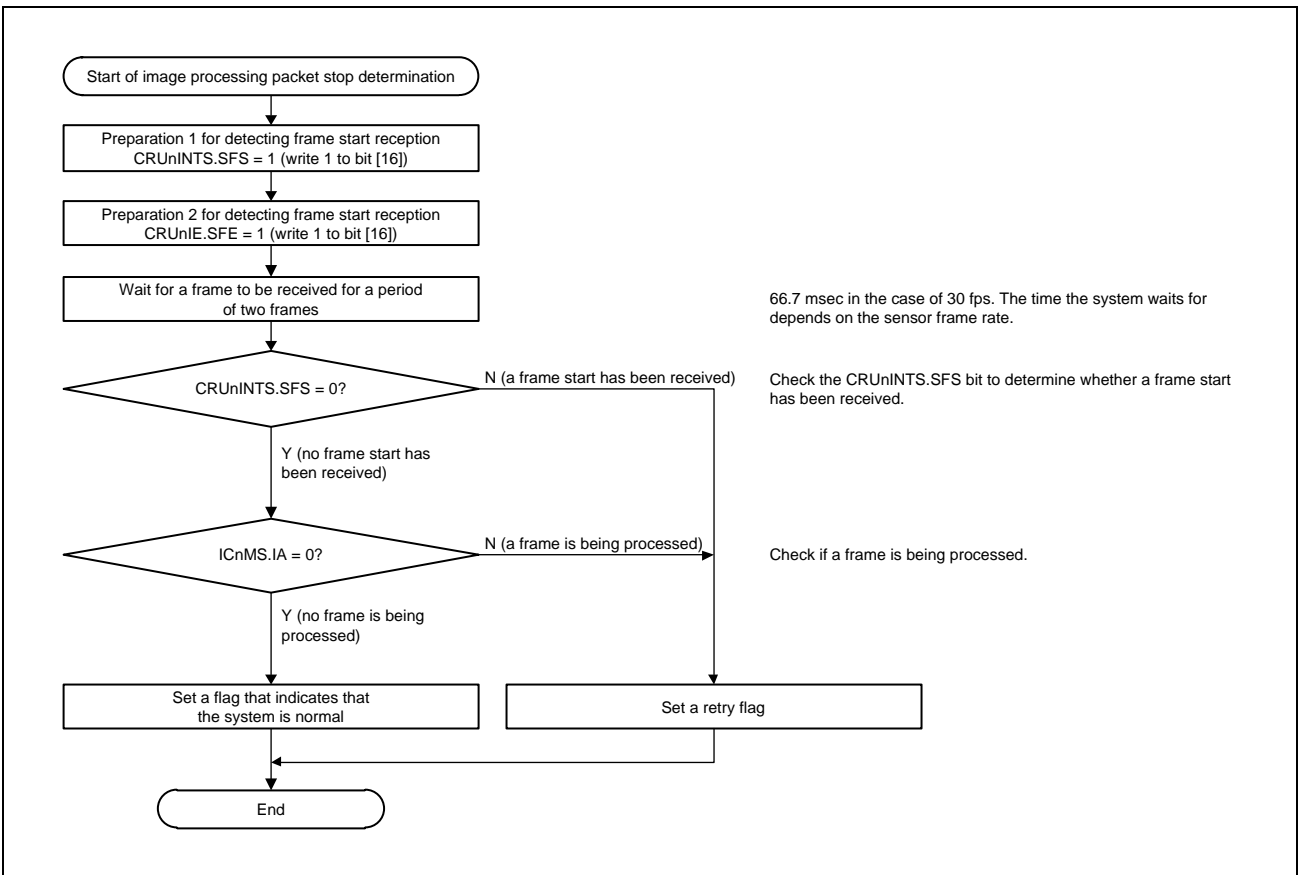 Start of image processing packet stop determination
Preparation 1 for detecting frame start reception
CRUnINTS.SFS = 1 (write 1 to bit [16])
Preparation 2 for detecting frame start reception
CRUnIE.SFE = 1 (write 1 to bit [16])
Wait for a frame to be received for a period
of two frames
66.7 msec in the case of 30 fps. The time the system waits for
depends on the sensor frame rate.
CRUnINTS.SFS = 0?
N (a frame start has been received)
Check the CRUnINTS.SFS bit to determine whether a frame start
has been received.
Y (no frame start has
been received)
ICnMS.IA = 0?
N (a frame is being processed)
Check if a frame is being processed.
Y (no frame is being
processed)
Set a flag that indicates that
the system is normal
Set a retry flag
End